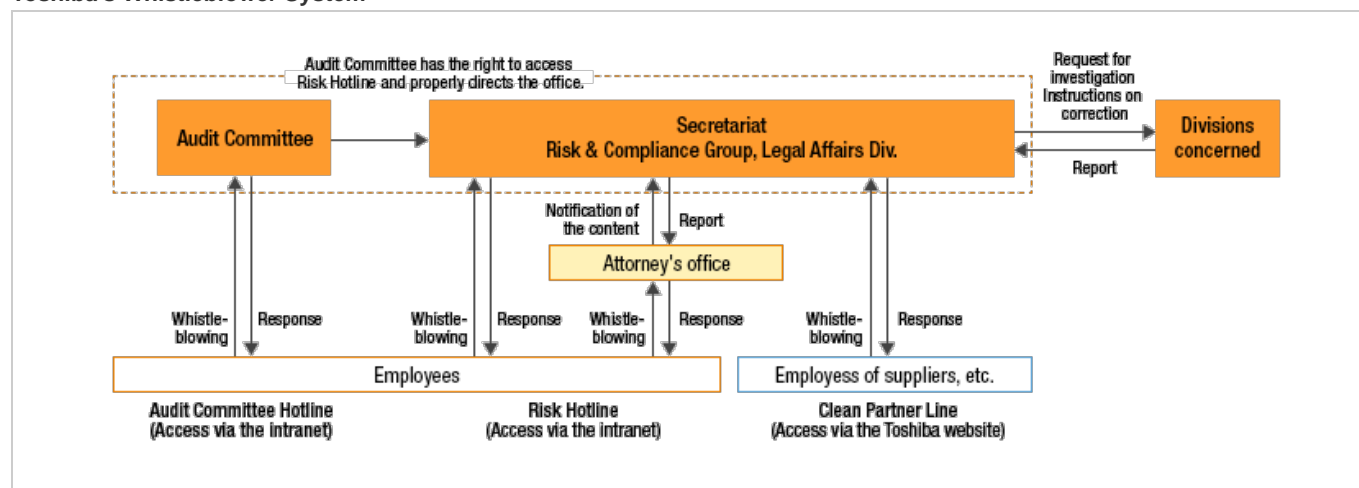 Toshiba's Whistleblower System
Audit Committee has the right to access
Risk Hotline and properly directs the office.
Request for
investigation
Instructions on
correction
Audit Committee
Secretariat
Risk & Compliance Group, Legal Affairs Div.
Divisions
concerned
Report
Notification of
the content
Report
Attorney's office
Whistle-
blowing
Response
Whistle-
blowing
Response
Whistle-
blowing
Response
Whistle-
blowing
Response
Employees
Employess of suppliers, etc.
Audit Committee Hotline
(Access via the intranet)
Risk Hotline
(Access via the intranet)
Clean Partner Line
(Access via the Toshiba website)